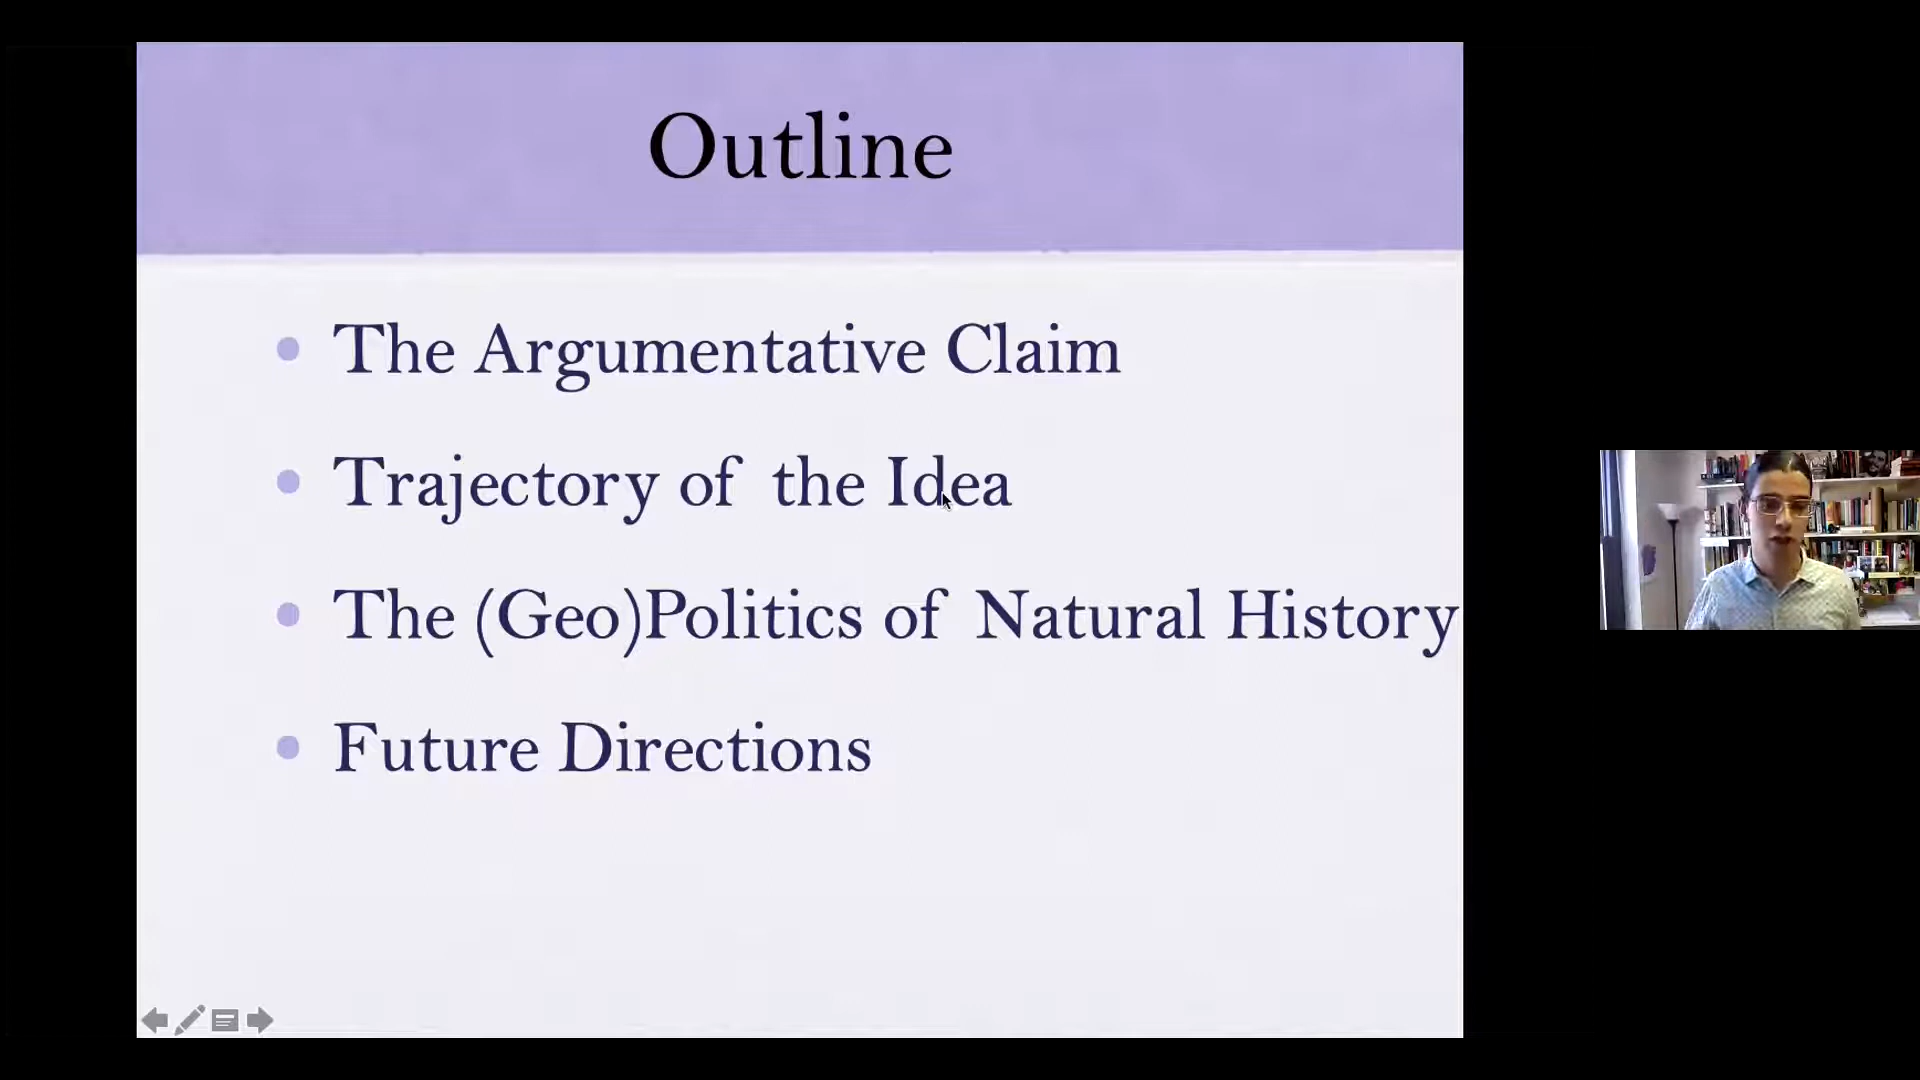 Outline
The Argumentative Claim
Trajectory of the Idea
The (Geo)Politics of Natural History
Future Directions